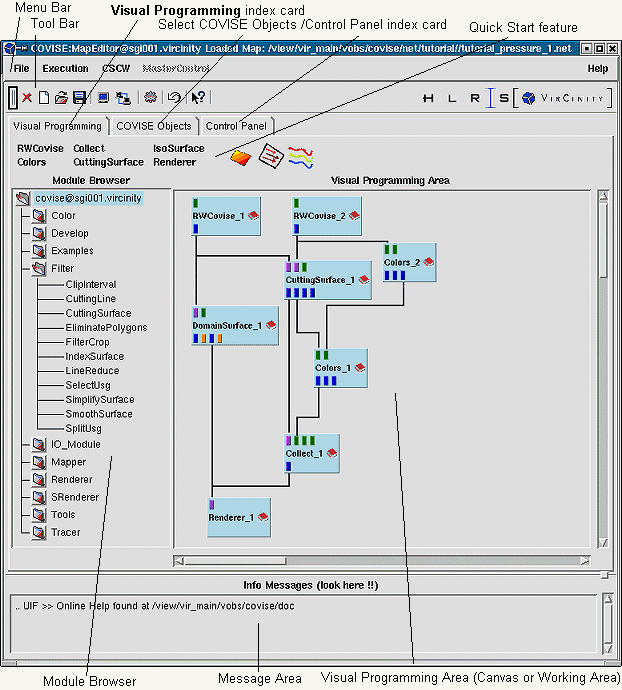 Menu Bar
Tool Bar
Visual Programming index card
Select COVISE Objects /Control Panel index card
Quick Start feature
COVISE:MapEditor@sgi001.vircinity Loaded Map: /view/vir_main/vobs/covise/net/tutorial//tutorial_pressure_1.net
File Execution CSCW MasterControl Help
H L R S VirCinity
Visual Programming COVISE Objects Control Panel
RWCovise Collect IsoSurface
Colors CuttingSurface Renderer
Module Browser
Visual Programming Area
covise@sgi001.vircinity
Color
Develop
Examples
Filter
ClipInterval
CuttingLine
CuttingSurface
EliminatePolygons
FilterCrop
IndexSurface
LineReduce
SelectUsg
SimplifySurface
SmoothSurface
SplitUsg
IO_Module
Mapper
Renderer
SRenderer
Tools
Tracer
RWCovise_1
RWCovise_2
Colors_2
CuttingSurface_1
DomainSurface_1
Colors_1
Collect_1
Renderer_1
Info Messages (look here !!)
.. UIF >> Online Help found at /view/vir_main/vobs/covise/doc
Module Browser
Message Area
Visual Programming Area (Canvas or Working Area)